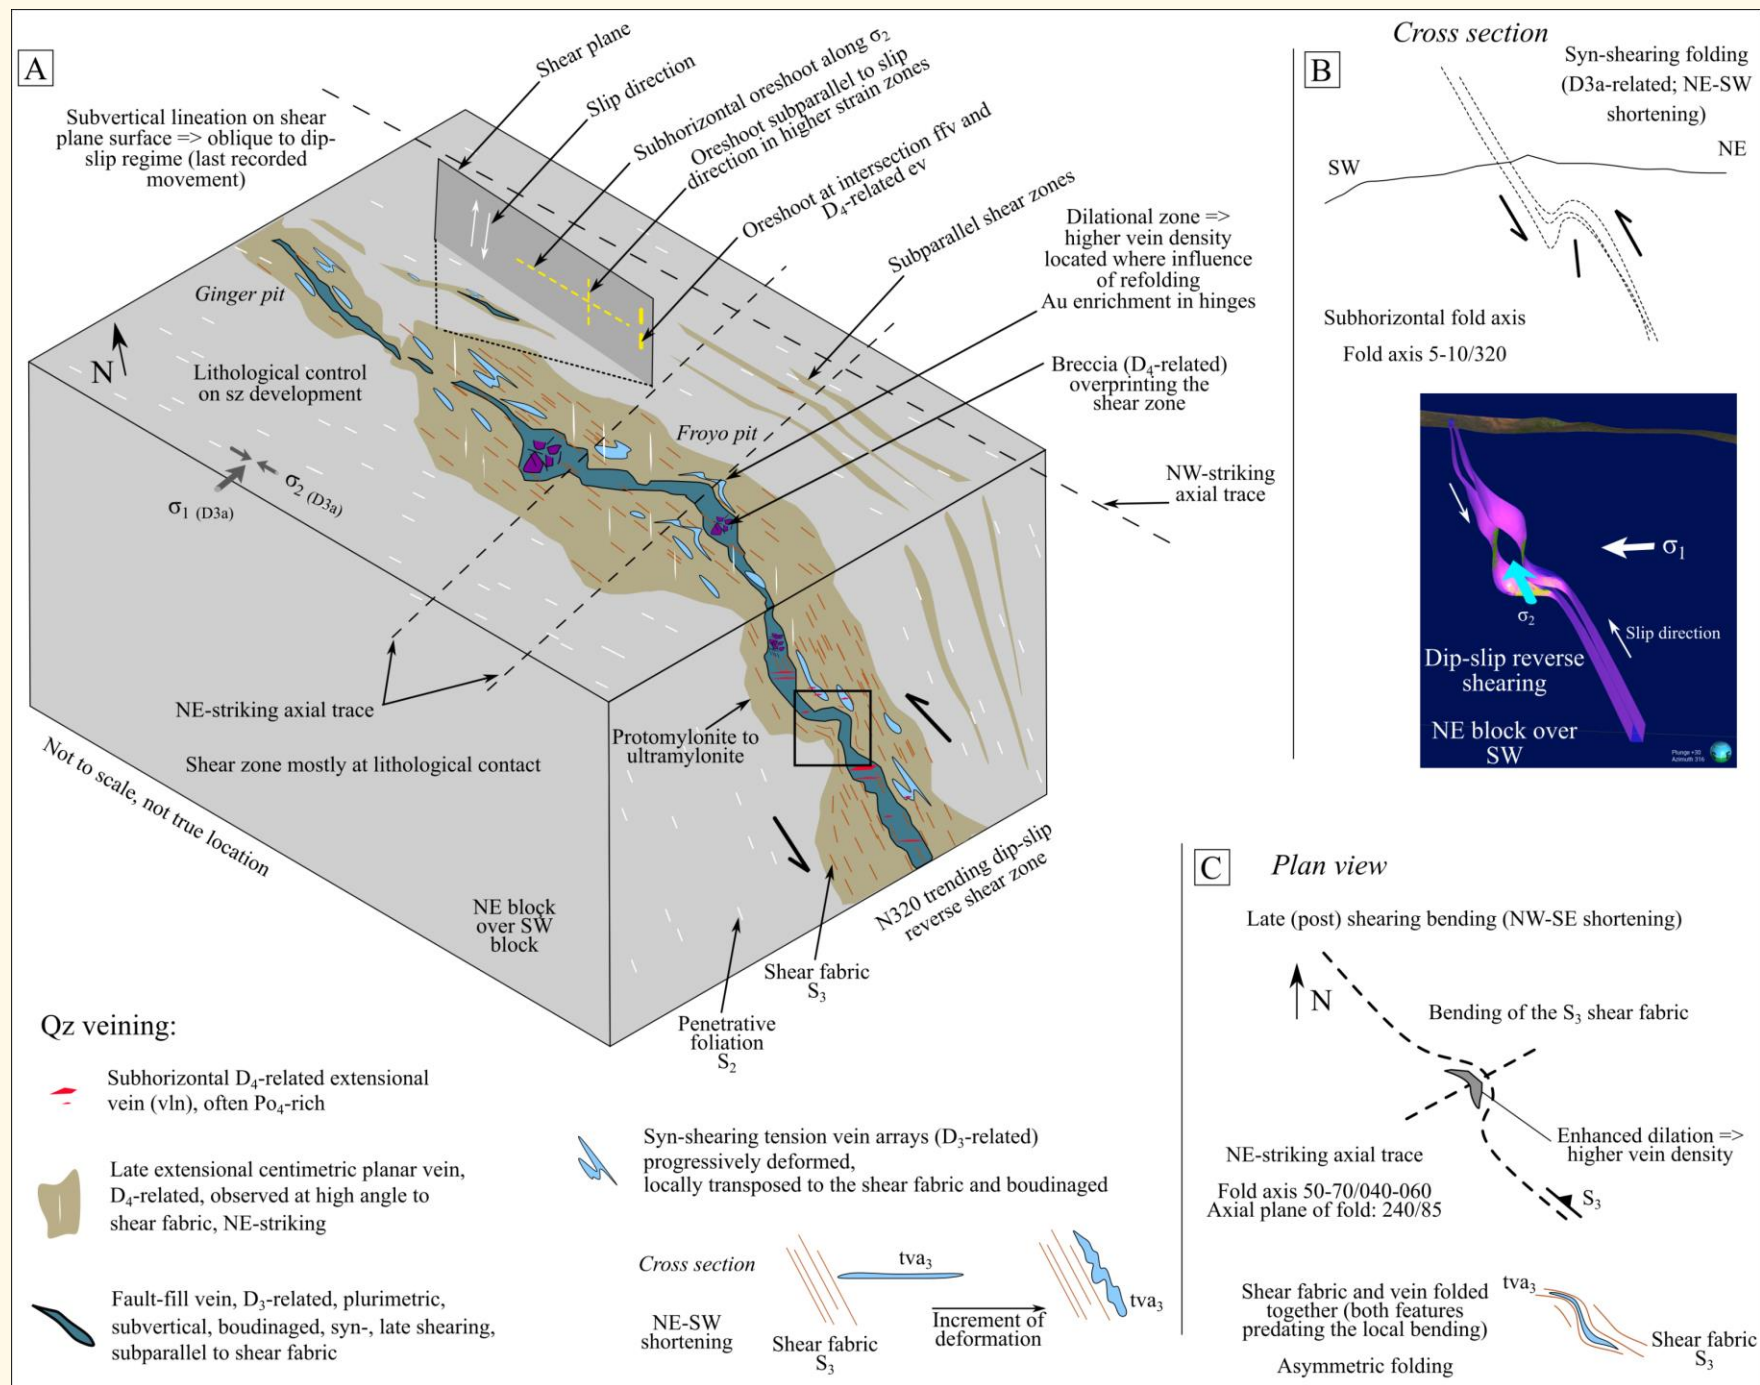 A
Subvertical lineation on shear
plane surface => oblique to dip-
slip regime (last recorded
movement)
Shear plane
Slip direction
Subhorizontal oreshoot along σ2
Oreshoot subparallel to slip
direction in higher strain zones
Oreshoot at intersection ffv and
D4-related ev
Subparallel shear zones
Dilational zone =>
higher vein density
located where influence
of refolding
Au enrichment in hinges
Breccia (D4-related)
overprinting the
shear zone
NW-striking
axial trace
Ginger pit
N
Lithological control
on sz development
Froyo pit
σ1 (D3a)
σ2 (D3a)
NE-striking axial trace
Shear zone mostly at lithological contact
Protomylonite to
ultramylonite
Not to scale, not true location
NE block
over SW
block
N320 trending dip-slip
reverse shear zone
Shear fabric
S3
Penetrative
foliation
S2
Qz veining:
Subhorizontal D4-related extensional
vein (vln), often Po4-rich
Late extensional centimetric planar vein,
D4-related, observed at high angle to
shear fabric, NE-striking
Fault-fill vein, D3-related, plurimetric,
subvertical, boudinaged, syn-, late shearing,
subparallel to shear fabric
Syn-shearing tension vein arrays (D3-related)
progressively deformed,
locally transposed to the shear fabric and boudinaged
Cross section
NE-SW
shortening
tva3
Shear fabric
S3
Increment of
deformation
tva3
B
Cross section
Syn-shearing folding
(D3a-related; NE-SW
shortening)
SW
NE
Subhorizontal fold axis
Fold axis 5-10/320
σ1
σ2
Slip direction
Dip-slip reverse
shearing
NE block over
SW
Plunge +35
Azimuth 316
C
Plan view
Late (post) shearing bending (NW-SE shortening)
N
Bending of the S3 shear fabric
Enhanced dilation =>
higher vein density
NE-striking axial trace
Fold axis 50-70/040-060
Axial plane of fold: 240/85
S3
Shear fabric and vein folded
together (both features
predating the local bending)
Asymmetric folding
tva3
Shear fabric
S3